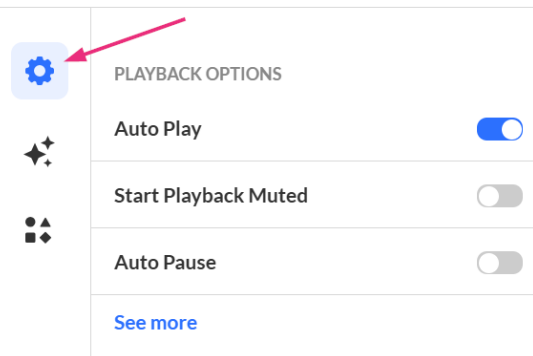 PLAYBACK OPTIONS
Auto Play
Start Playback Muted
Auto Pause
See more